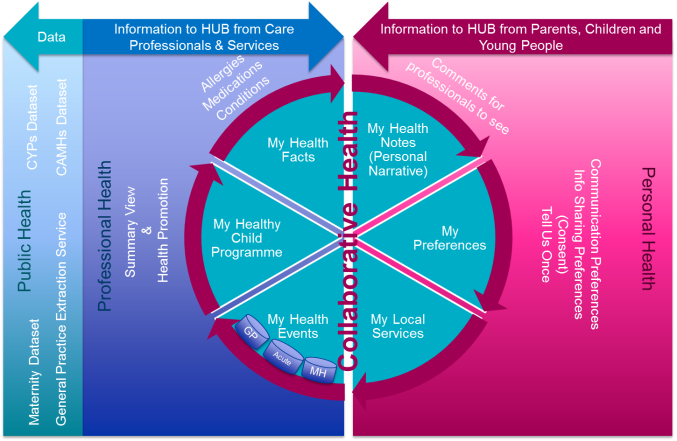 Data
Information to HUB from Care
Professionals & Services
Information to HUB from Parents, Children and
Young People
Public Health
CYPs Dataset
CAMHs Dataset
Maternity Dataset
General Practice Extraction Service
Professional Health
Summary View
&
Health Promotion
Allergies
Medications
Conditions
Comments for
professionals to see
My Health
Facts
My Health
Notes
(Personal
Narrative)
My Healthy
Child
Programme
My
Preferences
My Health
Events
My Local
Services
GP
Acute
MH
Collaborative Health
Communication Preferences
Info Sharing Preferences
(Consent)
Tell Us Once
Personal Health